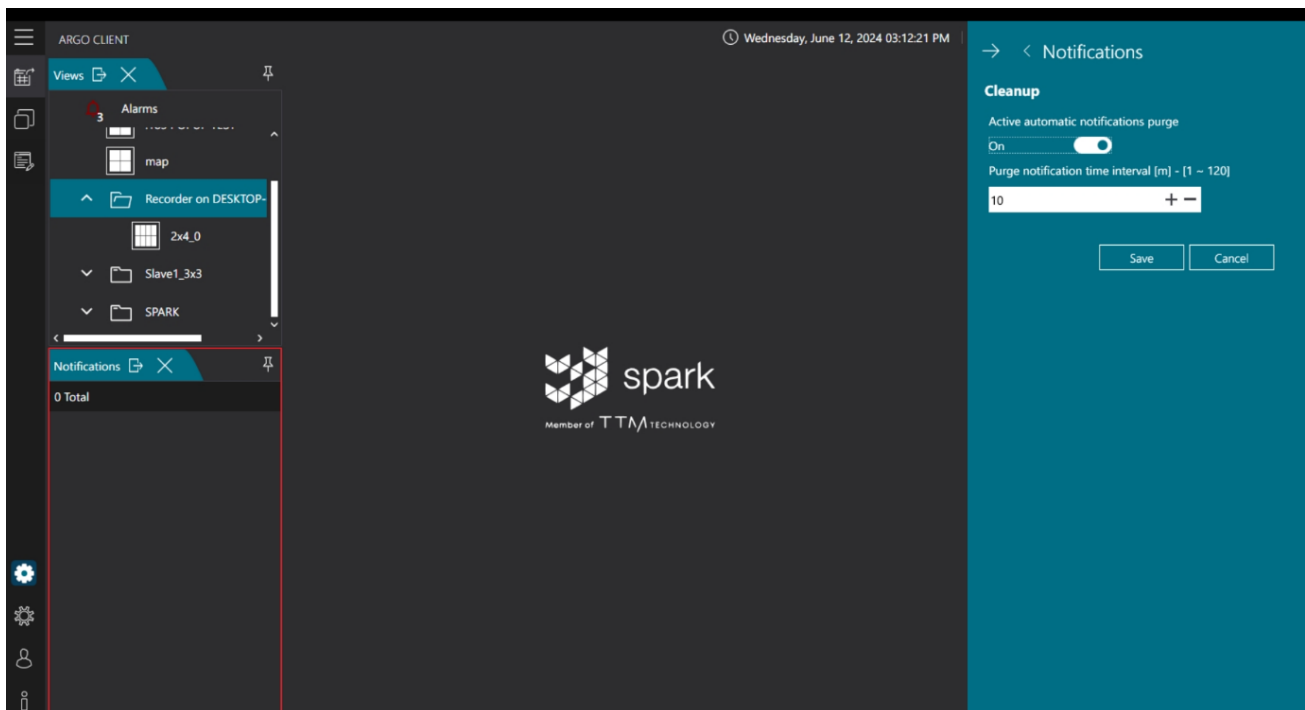 ARGO CLIENT
Wednesday, June 12, 2024 03:12:21 PM
Views
3 Alarms
map
Recorder on DESKTOP-
2x4_0
Slave1_3x3
SPARK
Notifications
0 Total
spark
Member of TTM TECHNOLOGY
Notifications
Cleanup
Active automatic notifications purge
On
Purge notification time interval [m] - [1 ~ 120]
10
Save Cancel